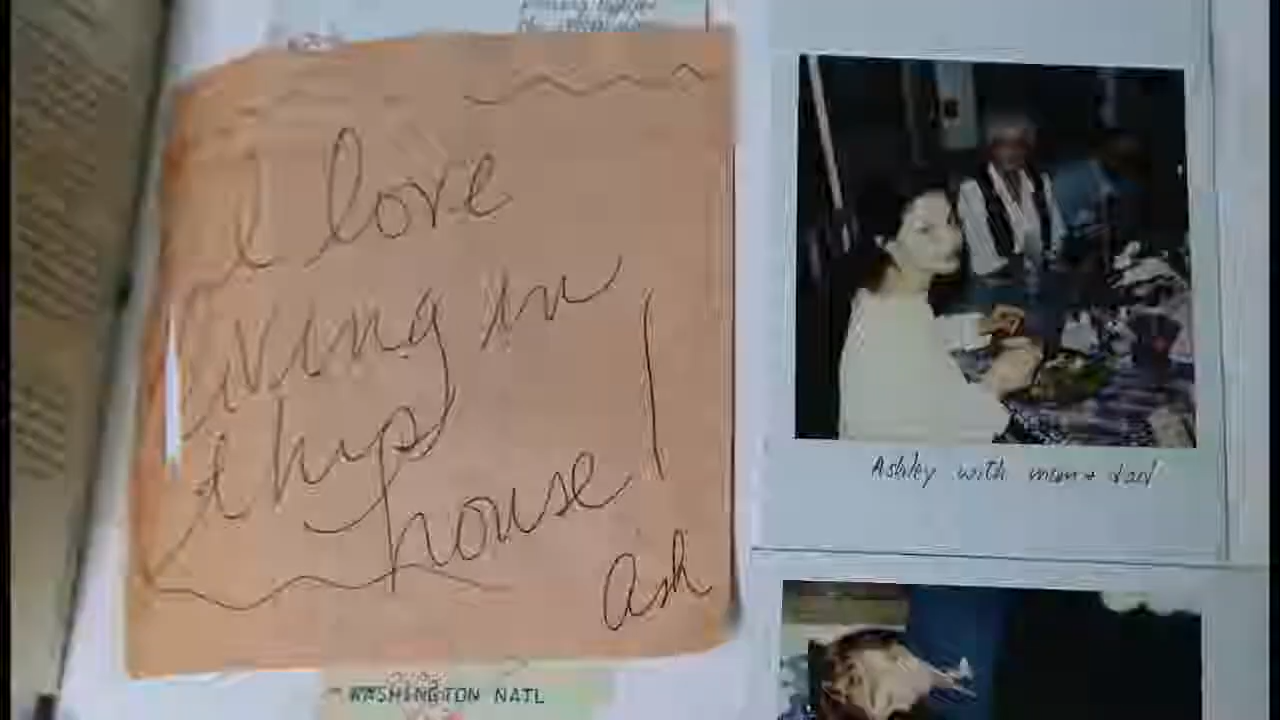 I love
living in
this
house!
Ash
WASHINGTON NATL
Ashley with mom + dad